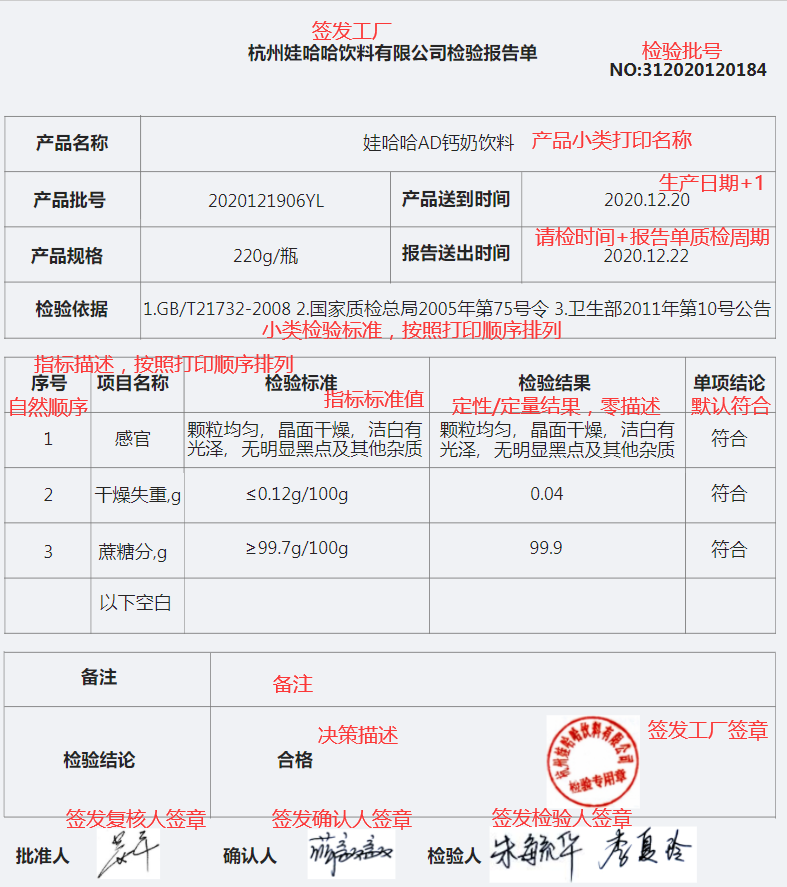 签发工厂
杭州娃哈哈饮料有限公司检验报告单
检验批号
NO:312020120184
产品名称 娃哈哈AD钙奶饮料 产品小类打印名称
生产日期+1
产品批号 2020121906YL 产品送到时间 2020.12.20
请检时间+报告单质检周期
产品规格 220g/瓶 报告送出时间 2020.12.22
检验依据 1.GB/T21732-2008 2.国家质检总局2005年第75号令 3.卫生部2011年第10号公告
小类检验标准，按照打印顺序排列
指标描述，按照打印顺序排列
序号 项目名称 检验标准 检验结果 单项结论
自然顺序 指标标准值 定性/定量结果，零描述 默认符合
1 感官 颗粒均匀，晶面干燥，洁白有光泽，无明显黑点及其他杂质 颗粒均匀，晶面干燥，洁白有光泽，无明显黑点及其他杂质 符合
2 干燥失重,g ≤0.12g/100g 0.04 符合
3 蔗糖分,g ≥99.7g/100g 99.9 符合
以下空白
备注 备注
决策描述
签发工厂签章
检验结论 合格
杭州娃哈哈饮料有限公司
检验专用章
签发复核人签章 签发确认人签章 签发检验人签章
批准人 确认人 检验人